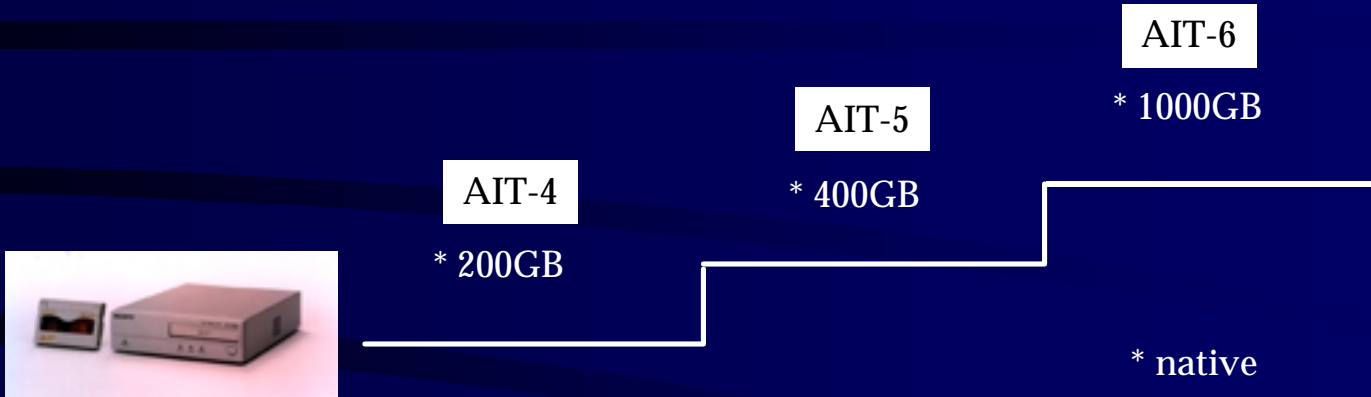 AIT-6
* 1000GB
AIT-5
* 400GB
AIT-4
* 200GB
* native